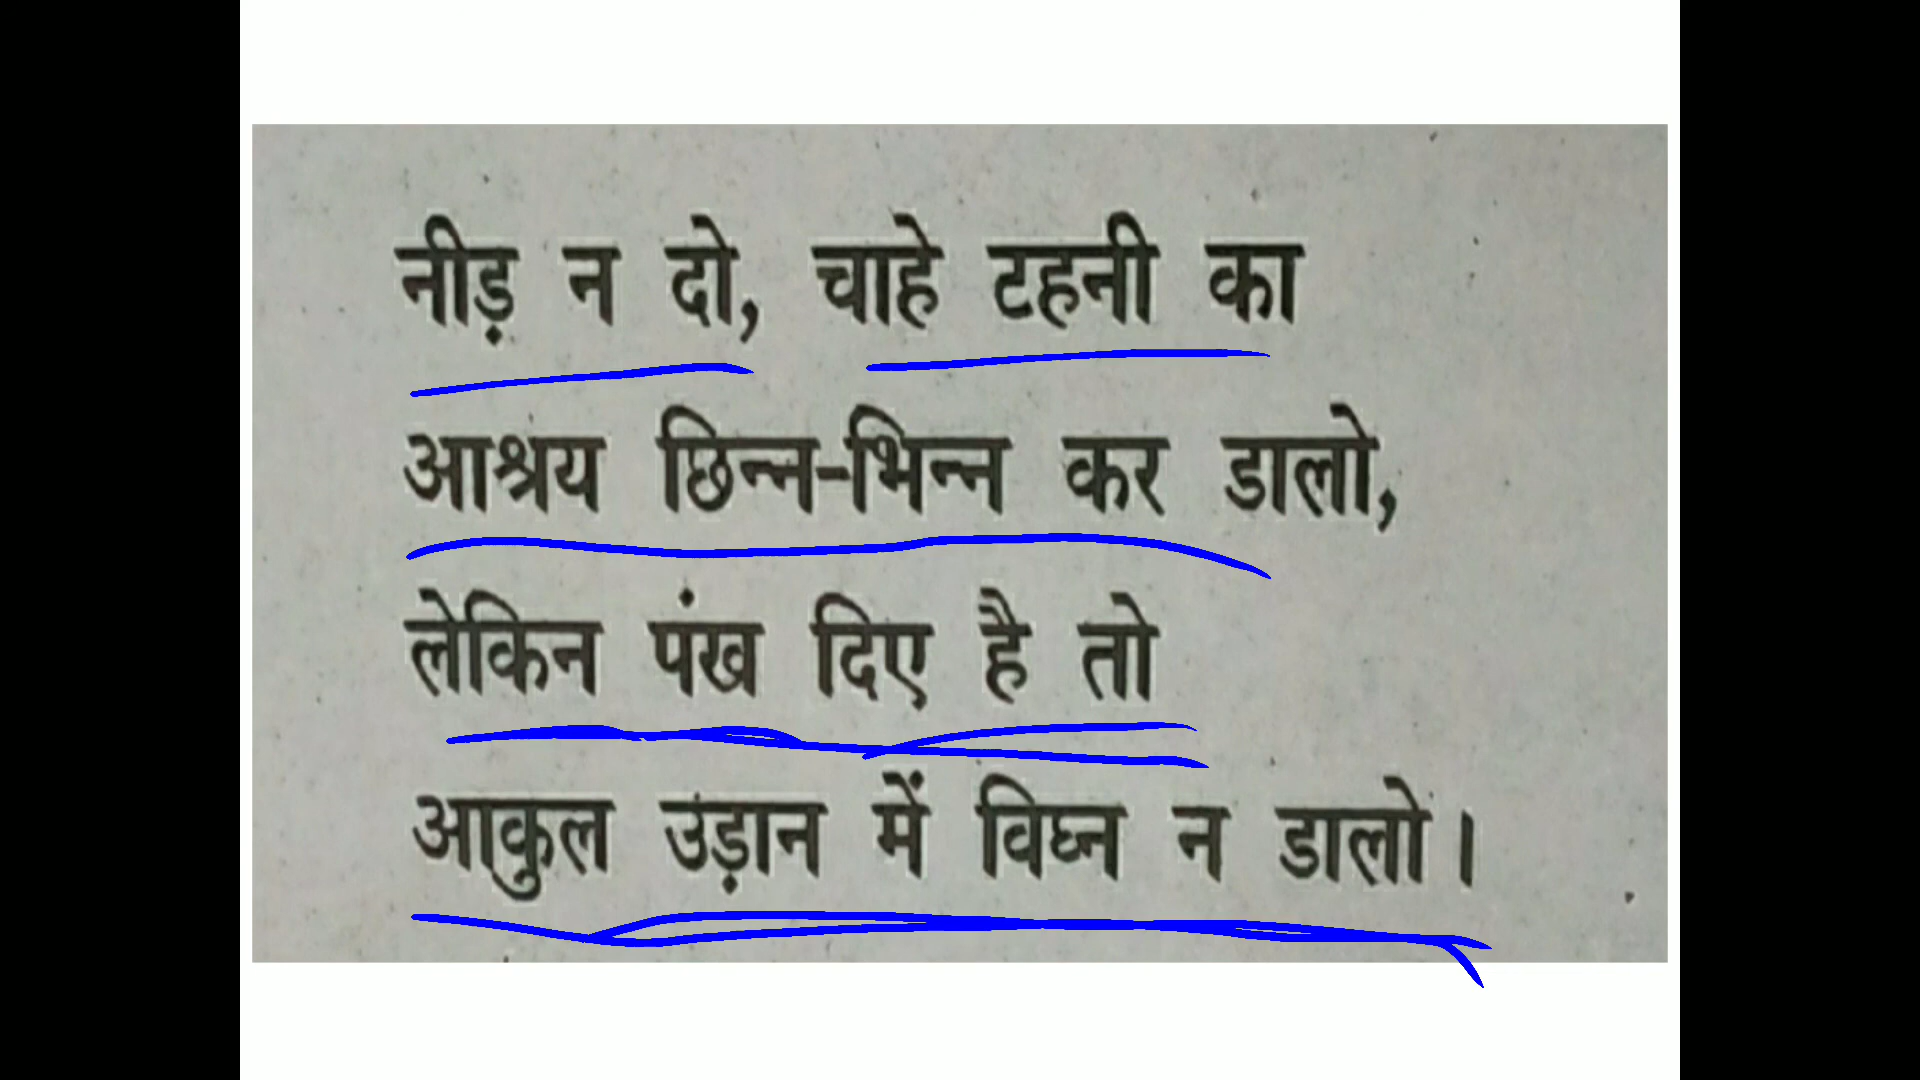 नीड़ न दो, चाहे टहनी का
आश्रय छिन्न-भिन्न कर डालो,
लेकिन पंख दिए है तो
आकुल उड़ान में विघ्न न डालो।